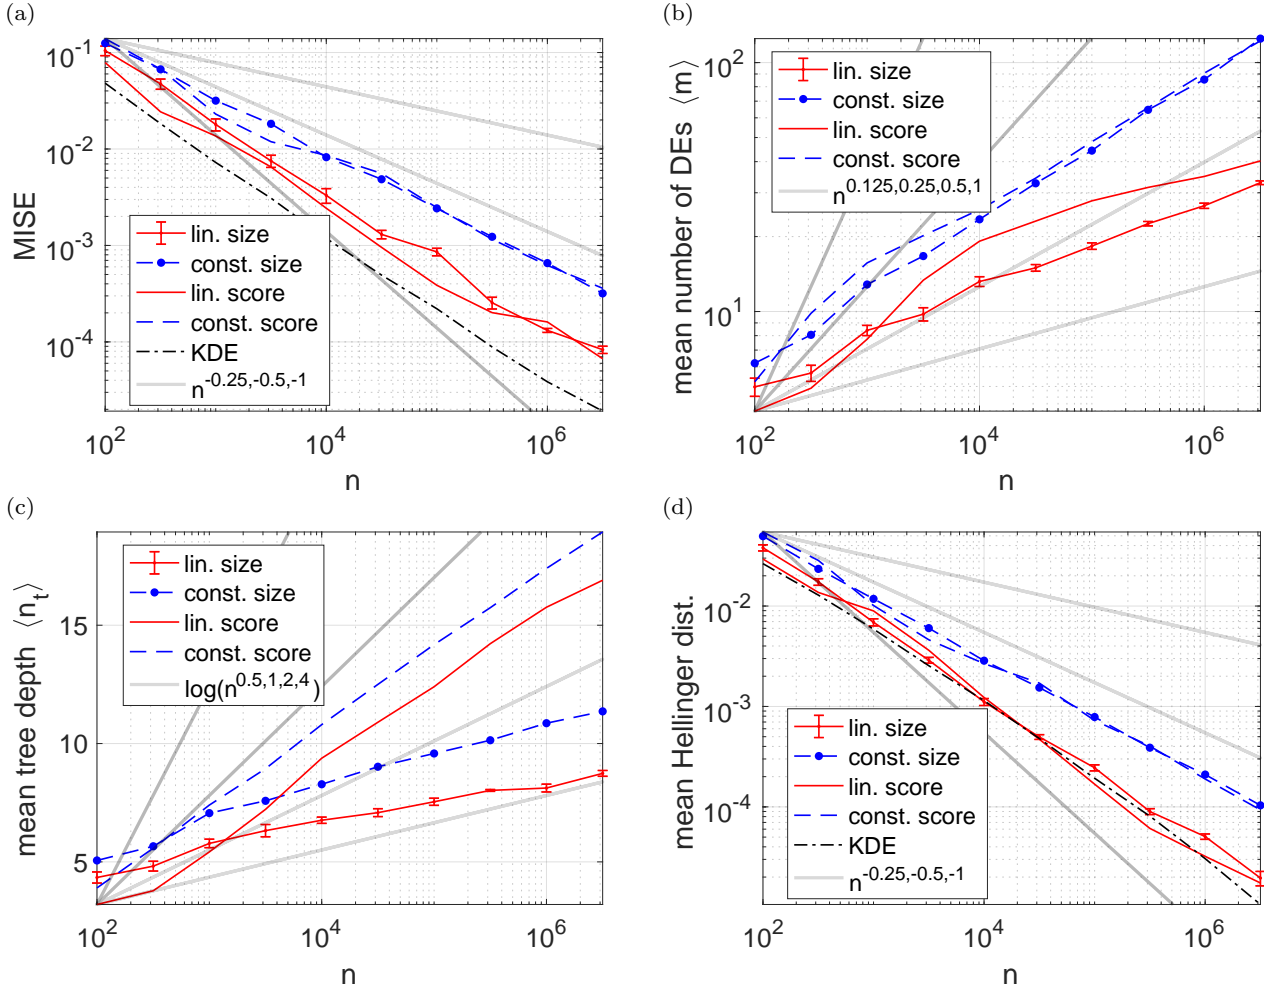 (a)
10^-1
10^-2
10^-3
10^-4
MISE
lin. size
const. size
lin. score
const. score
KDE
n^-0.25,-0.5,-1
10^2
10^4
10^6
n
(b)
10^2
10^1
mean number of DEs ⟨m⟩
lin. size
const. size
lin. score
const. score
n^0.125,0.25,0.5,1
10^2
10^4
10^6
n
(c)
15
10
5
mean tree depth ⟨n_t⟩
lin. size
const. size
lin. score
const. score
log(n^0.5,1,2,4)
10^2
10^4
10^6
n
(d)
10^-2
10^-3
10^-4
mean Hellinger dist.
lin. size
const. size
lin. score
const. score
KDE
n^-0.25,-0.5,-1
10^2
10^4
10^6
n